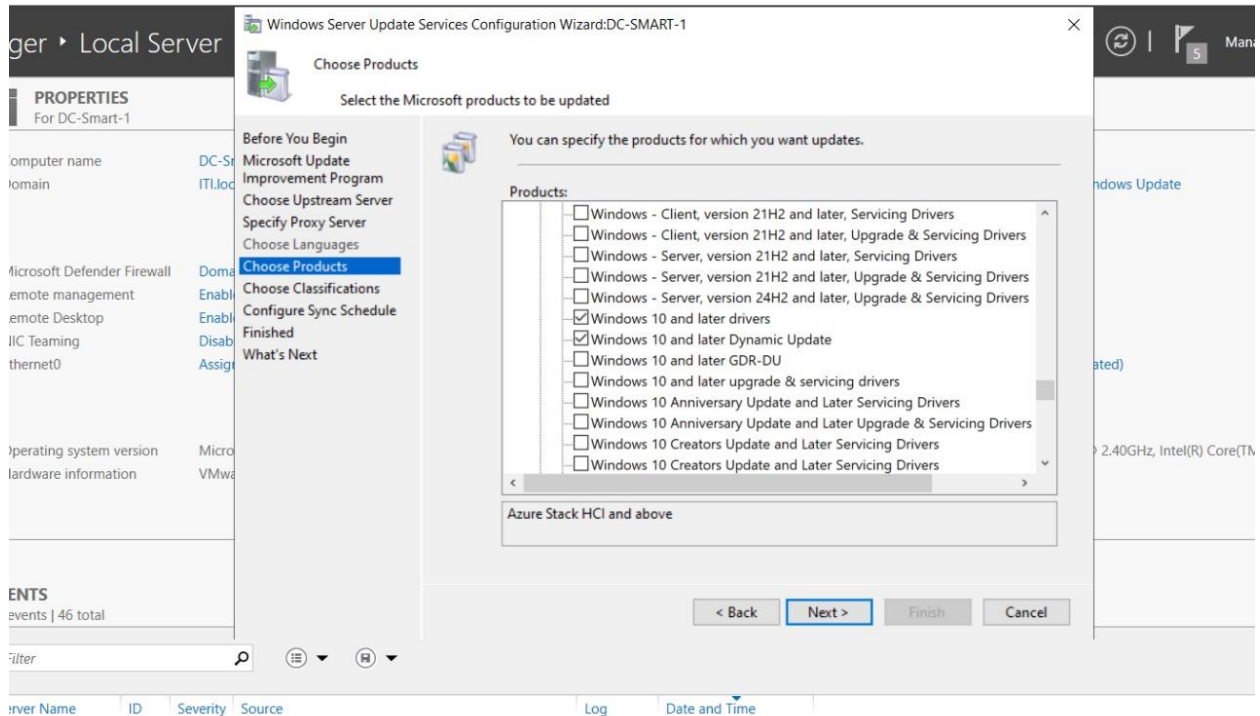 Windows Server Update Services Configuration Wizard:DC-SMART-1
ger ‣ Local Server
5
Mana
Choose Products
Select the Microsoft products to be updated
PROPERTIES
For DC-Smart-1
omputer name DC-Sr
omain ITI.loc
ndows Update
Microsoft Defender Firewall Doma
emote management Enabl
emote Desktop Enabl
IC Teaming Disab
thernet0 Assign
ated)
perating system version Micro
ardware information VMwa
2.40GHz, Intel(R) Core(TM
Before You Begin
Microsoft Update
Improvement Program
Choose Upstream Server
Specify Proxy Server
Choose Languages
Choose Products
Choose Classifications
Configure Sync Schedule
Finished
What's Next
You can specify the products for which you want updates.
Products:
Windows - Client, version 21H2 and later, Servicing Drivers
Windows - Client, version 21H2 and later, Upgrade & Servicing Drivers
Windows - Server, version 21H2 and later, Servicing Drivers
Windows - Server, version 21H2 and later, Upgrade & Servicing Drivers
Windows - Server, version 24H2 and later, Upgrade & Servicing Drivers
Windows 10 and later drivers
Windows 10 and later Dynamic Update
Windows 10 and later GDR-DU
Windows 10 and later upgrade & servicing drivers
Windows 10 Anniversary Update and Later Servicing Drivers
Windows 10 Anniversary Update and Later Upgrade & Servicing Drivers
Windows 10 Creators Update and Later Servicing Drivers
Windows 10 Creators Update and Later Servicing Drivers
Azure Stack HCI and above
< Back Next > Finish Cancel
ENTS
events | 46 total
Filter
erver Name ID Severity Source Log Date and Time